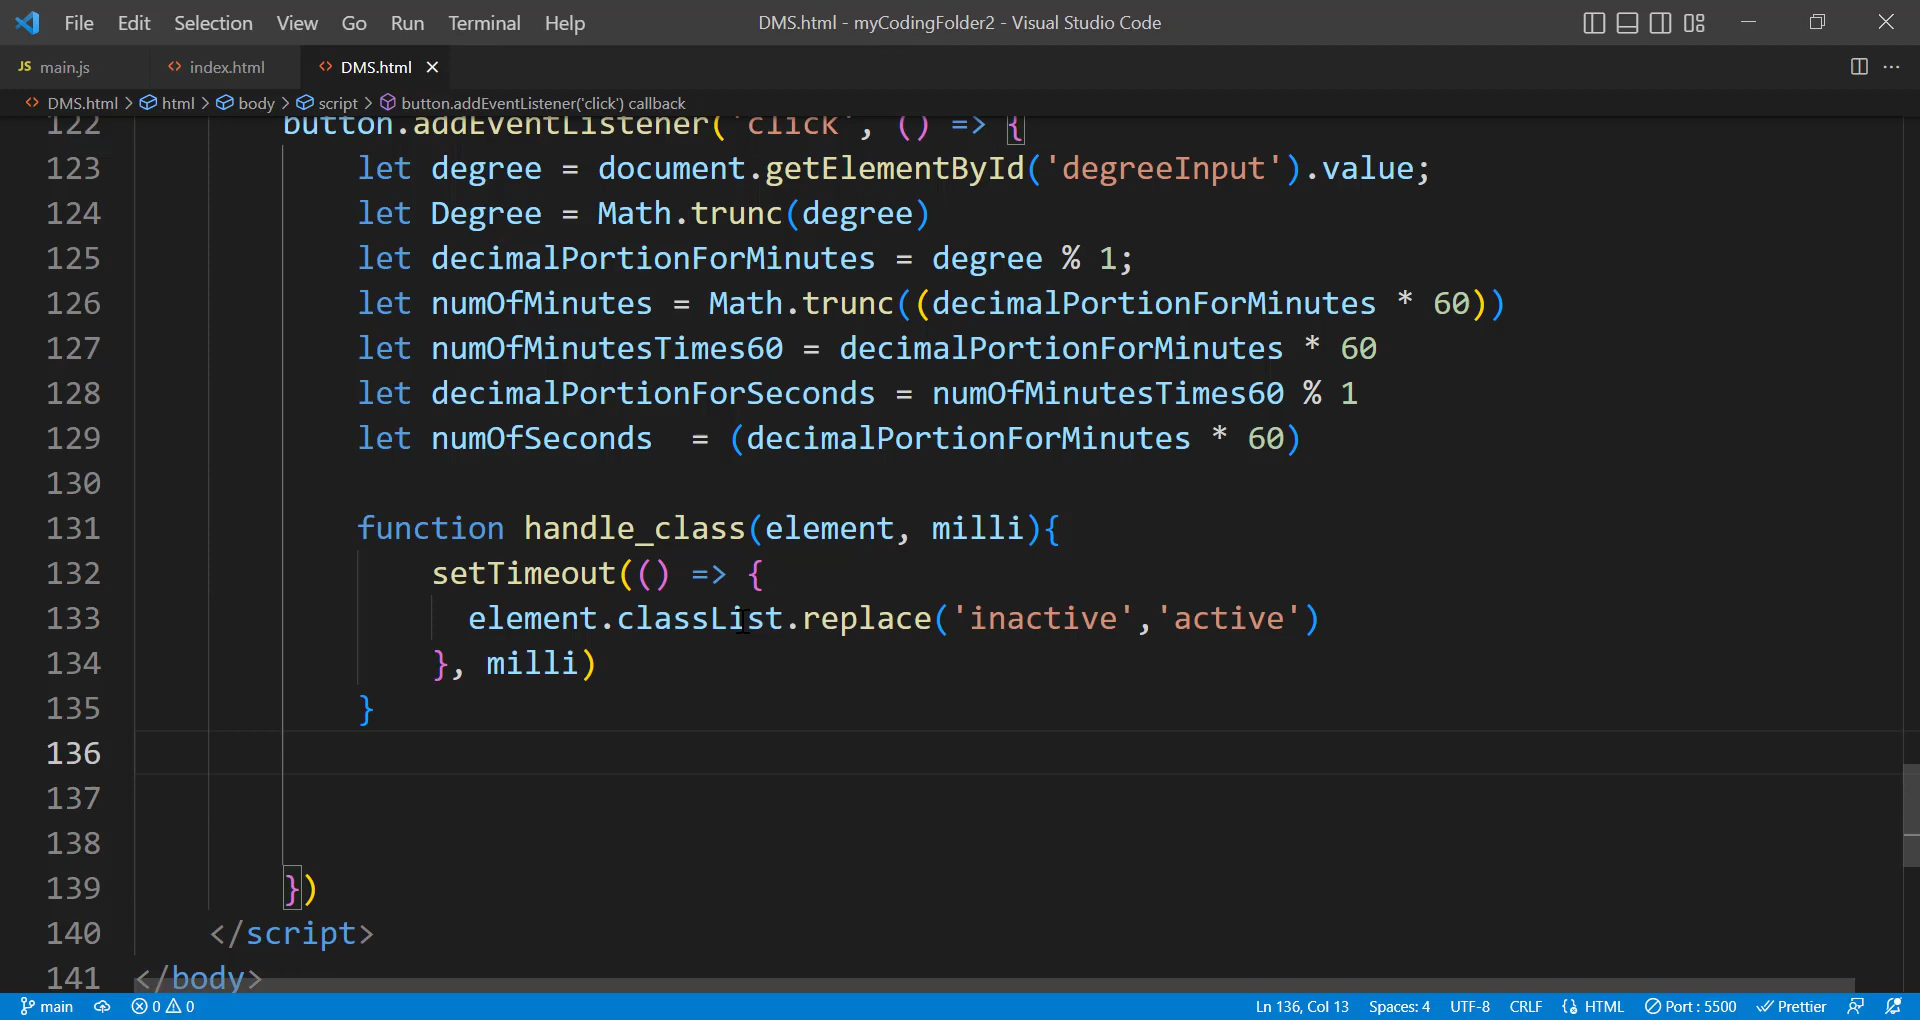 File Edit Selection View Go Run Terminal Help DMS.html - myCodingFolder2 - Visual Studio Code
JS main.js <> index.html <> DMS.html
<> DMS.html > html > body > script > button.addEventListener('click') callback
122 button.addEventListener('click', () => {
123 let degree = document.getElementById('degreeInput').value;
124 let Degree = Math.trunc(degree)
125 let decimalPortionForMinutes = degree % 1;
126 let numOfMinutes = Math.trunc((decimalPortionForMinutes * 60))
127 let numOfMinutesTimes60 = decimalPortionForMinutes * 60
128 let decimalPortionForSeconds = numOfMinutesTimes60 % 1
129 let numOfSeconds  = (decimalPortionForMinutes * 60)
130
131 function handle_class(element, milli){
132 setTimeout(() => {
133 element.classList.replace('inactive','active')
134 }, milli)
135 }
136
137
138
139 })
140 </script>
141 </body>
main 0 0 Ln 136, Col 13 Spaces: 4 UTF-8 CRLF {} HTML Port : 5500 Prettier